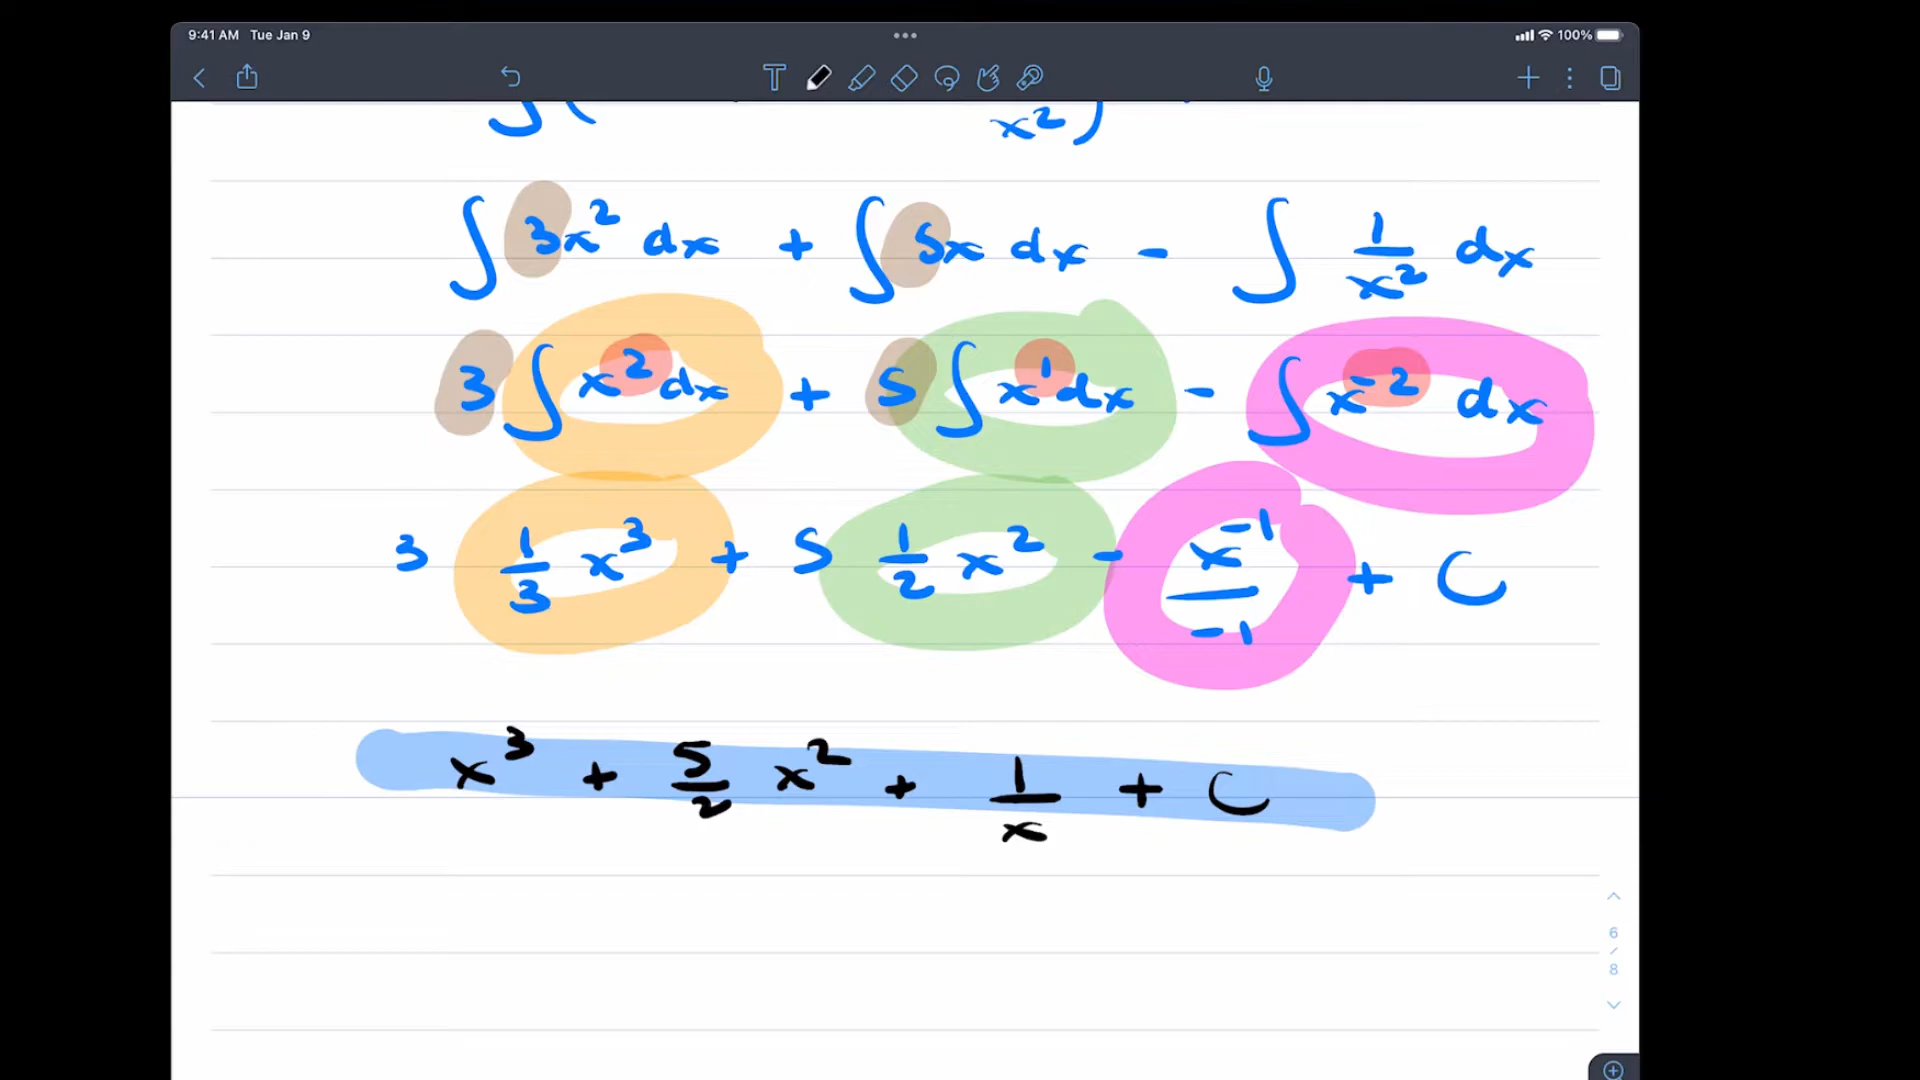 9:41 AM Tue Jan 9 100%
T
∫( x²)
∫ 3x² dx + ∫ 5x dx - ∫ 1/x² dx
3 ∫ x² dx + 5 ∫ x¹ dx - ∫ x⁻² dx
3 1/3 x³ + 5 1/2 x² - x⁻¹/-1 + C
x³ + 5/2 x² + 1/x + C
6
/
8